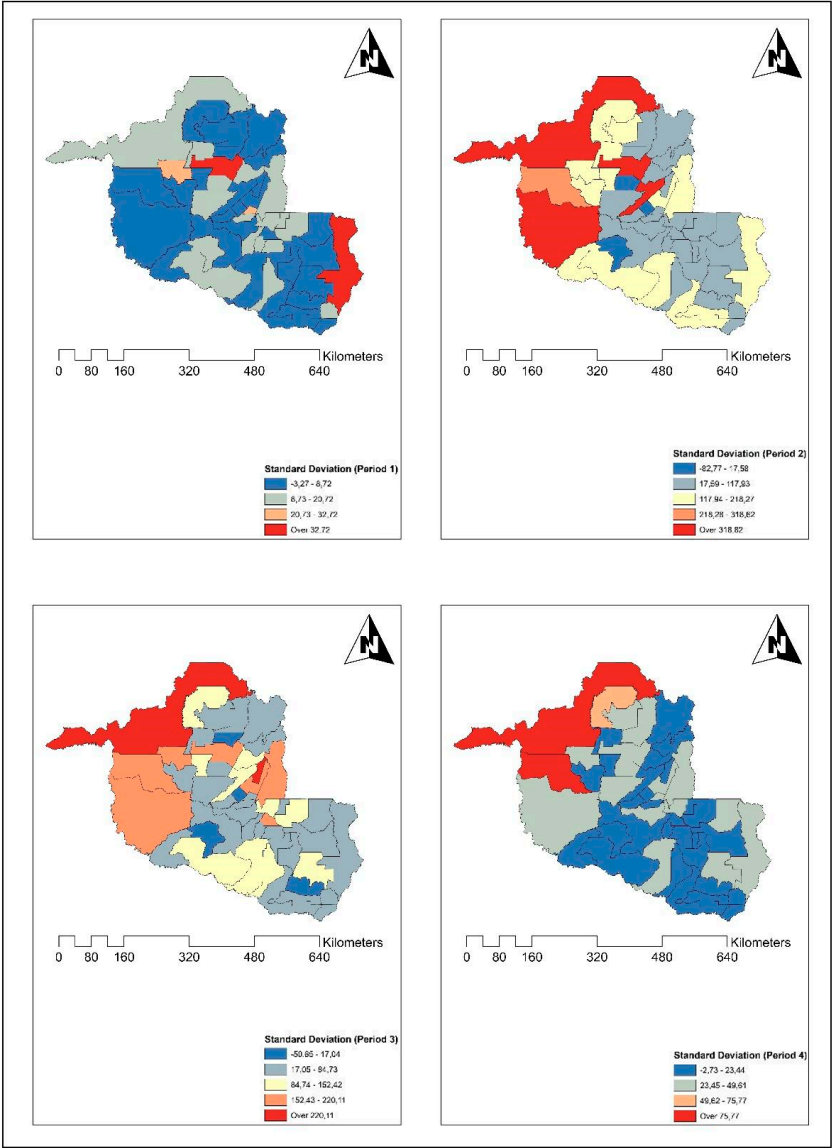 N
Kilometers
0 80 160 320 480 640
Standard Deviation (Period 1)
-3,27 - 8,72
8,73 - 20,72
20,73 - 32,72
Over 32,72
N
Kilometers
0 80 160 320 480 640
Standard Deviation (Period 2)
-82,77 - 17,58
17,59 - 117,93
117,94 - 218,27
218,28 - 318,82
Over 318,82
N
Kilometers
0 80 160 320 480 640
Standard Deviation (Period 3)
-50,65 - 17,04
17,05 - 84,73
84,74 - 152,42
152,43 - 220,11
Over 220,11
N
Kilometers
0 80 160 320 480 640
Standard Deviation (Period 4)
-2,73 - 23,44
23,45 - 49,61
49,62 - 75,77
Over 75,77